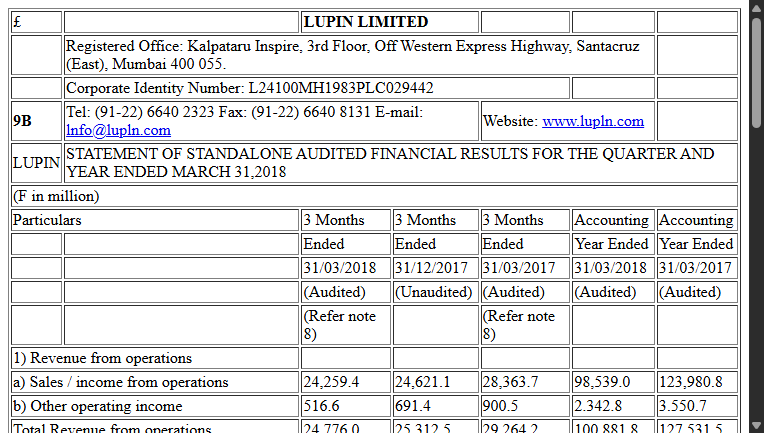 £ LUPIN LIMITED
Registered Office: Kalpataru Inspire, 3rd Floor, Off Western Express Highway, Santacruz
(East), Mumbai 400 055.
Corporate Identity Number: L24100MH1983PLC029442
9B Tel: (91-22) 6640 2323 Fax: (91-22) 6640 8131 E-mail:
lnfo@lupln.com Website: www.lupln.com
LUPIN STATEMENT OF STANDALONE AUDITED FINANCIAL RESULTS FOR THE QUARTER AND
YEAR ENDED MARCH 31,2018
(F in million)
Particulars 3 Months 3 Months 3 Months Accounting Accounting
Ended Ended Ended Year Ended Year Ended
31/03/2018 31/12/2017 31/03/2017 31/03/2018 31/03/2017
(Audited) (Unaudited) (Audited) (Audited) (Audited)
(Refer note (Refer note
8) 8)
1) Revenue from operations
a) Sales / income from operations 24,259.4 24,621.1 28,363.7 98,539.0 123,980.8
b) Other operating income 516.6 691.4 900.5 2.342.8 3.550.7
Total Revenue from operations 24,776.0 25,312.5 29,264.2 100,881.8 127,531.5